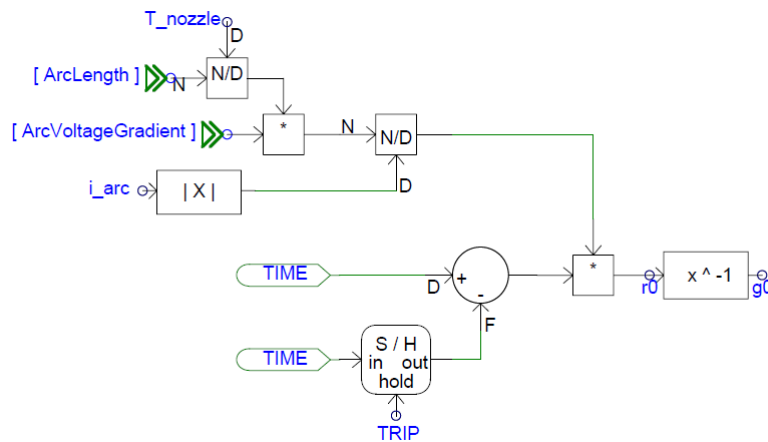 T_nozzle
D
[ ArcLength ]
N
N/D
[ ArcVoltageGradient ]
*
N
N/D
i_arc
| X |
D
TIME
D
+
-
*
r0
x ^ -1
g0
F
TIME
S / H
in out
hold
TRIP